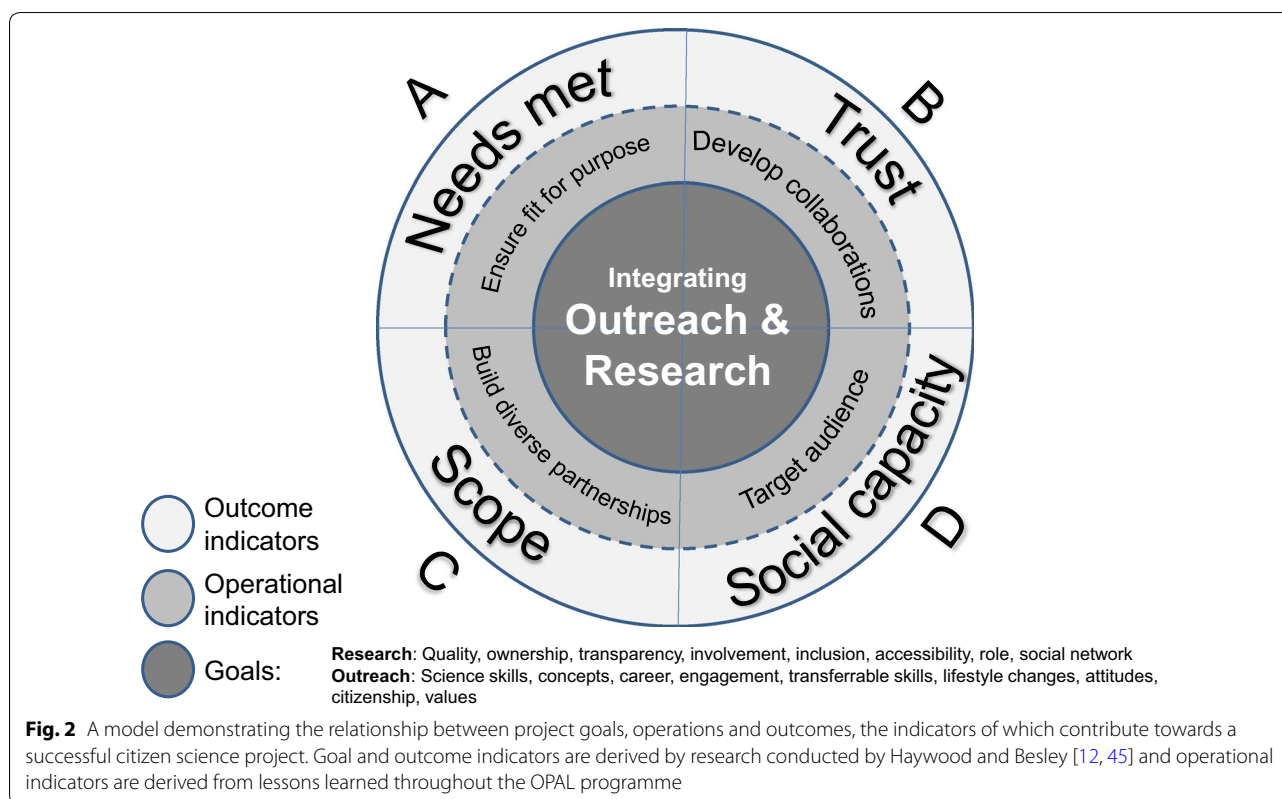 A
B
Needs met
Trust
Ensure fit for purpose
Develop collaborations
Integrating
Outreach &
Research
Build diverse partnerships
Target audience
Scope
Social capacity
C
D
Outcome
indicators
Operational
indicators
Goals:
Research: Quality, ownership, transparency, involvement, inclusion, accessibility, role, social network
Outreach: Science skills, concepts, career, engagement, transferrable skills, lifestyle changes, attitudes,
citizenship, values
Fig. 2 A model demonstrating the relationship between project goals, operations and outcomes, the indicators of which contribute towards a
successful citizen science project. Goal and outcome indicators are derived by research conducted by Haywood and Besley [12, 45] and operational
indicators are derived from lessons learned throughout the OPAL programme